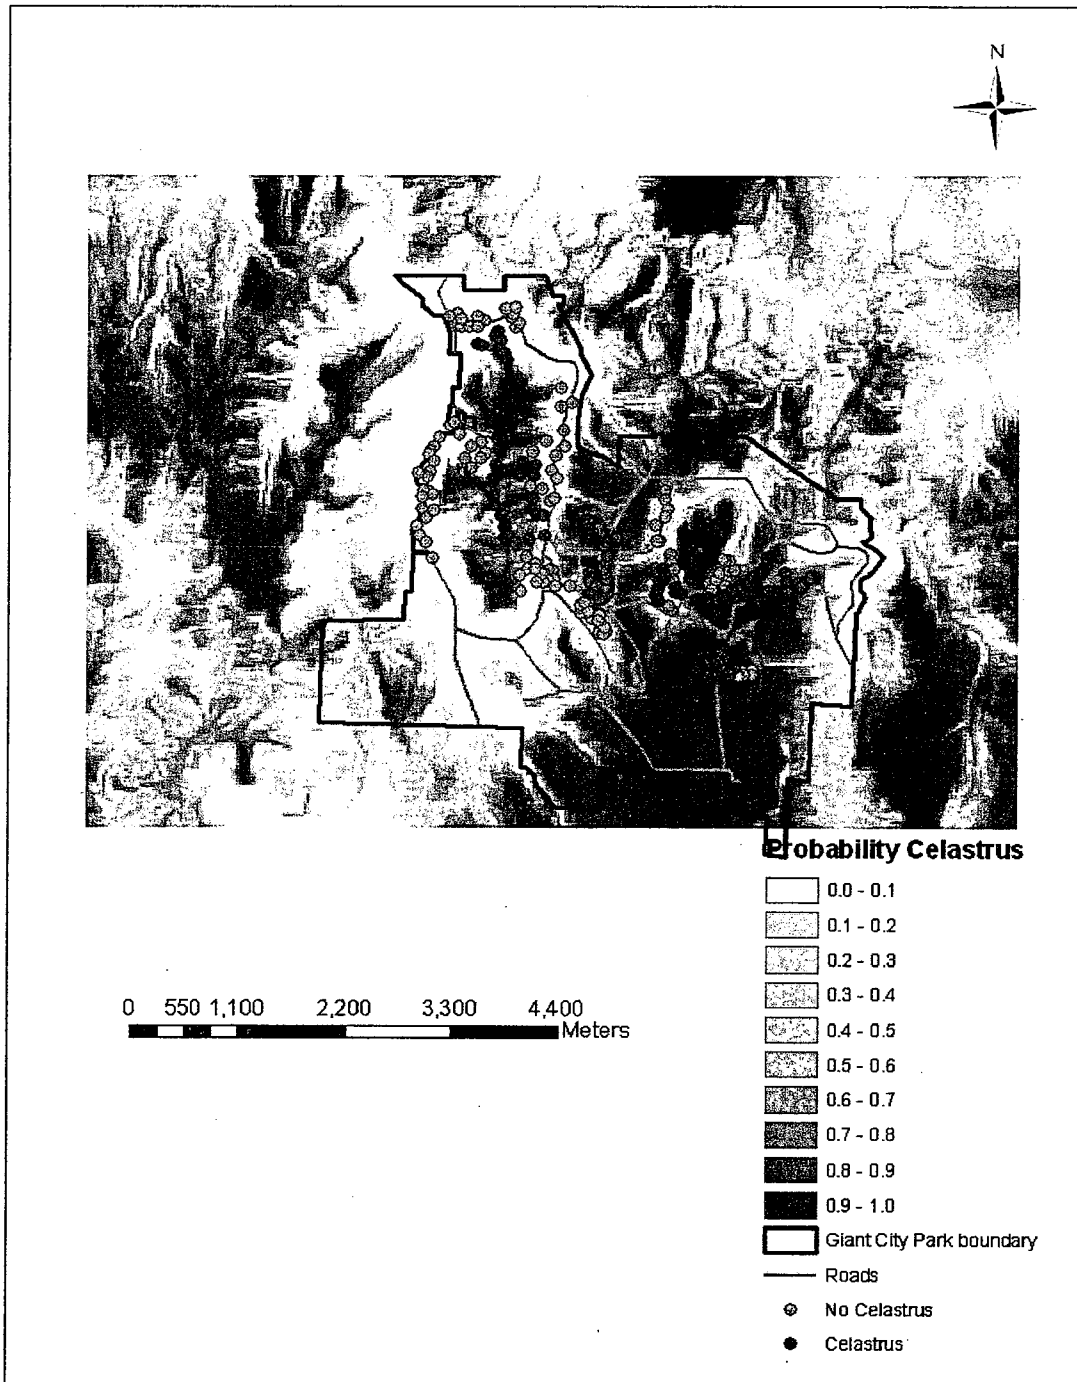 N
Probability Celastrus
0.0 - 0.1
0.1 - 0.2
0.2 - 0.3
0.3 - 0.4
0.4 - 0.5
0.5 - 0.6
0.6 - 0.7
0.7 - 0.8
0.8 - 0.9
0.9 - 1.0
Giant City Park boundary
Roads
No Celastrus
Celastrus
0 550 1,100 2,200 3,300 4,400
Meters